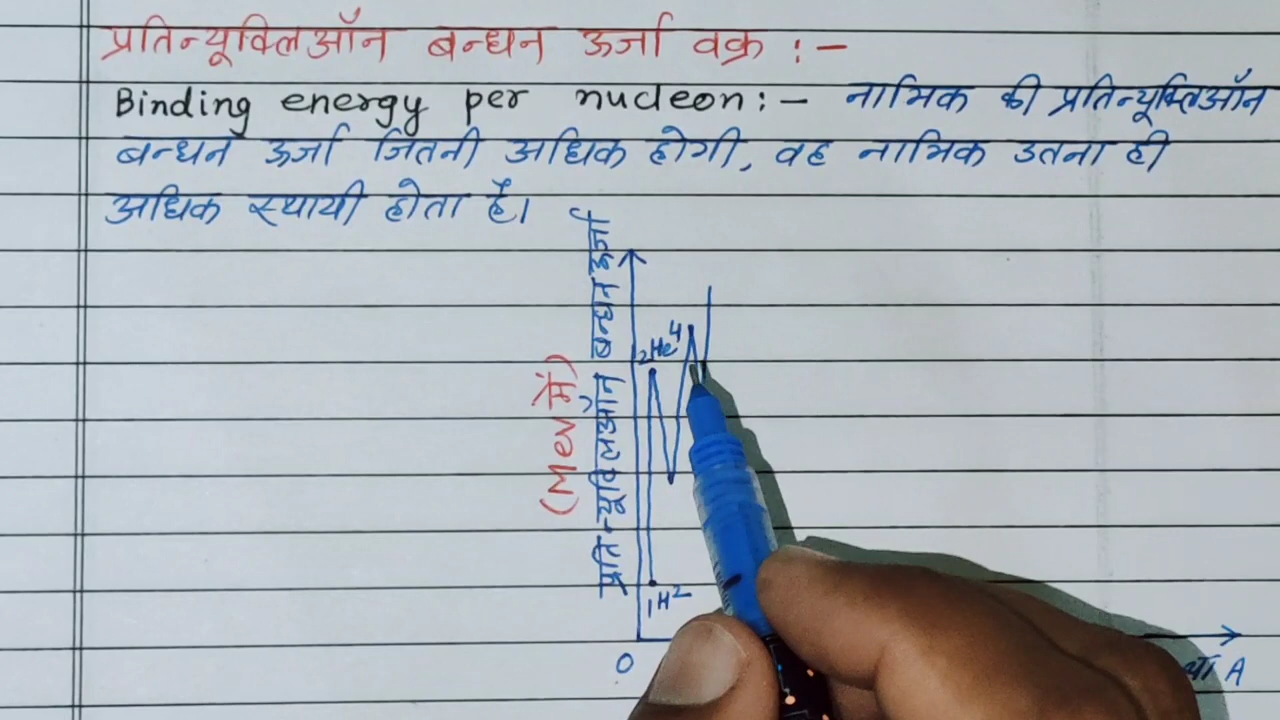 प्रतिन्यूक्लिऑन बन्धन ऊर्जा वक्र :-
Binding energy per nucleon:- नाभिक की प्रतिन्यूक्लिऑन
बन्धन ऊर्जा जितनी अधिक होगी, वह नाभिक उतना ही
अधिक स्थायी होता है।
प्रति न्यूक्लिऑन बन्धन ऊर्जा
(Mev में)
₂He⁴
₁H²
0
A